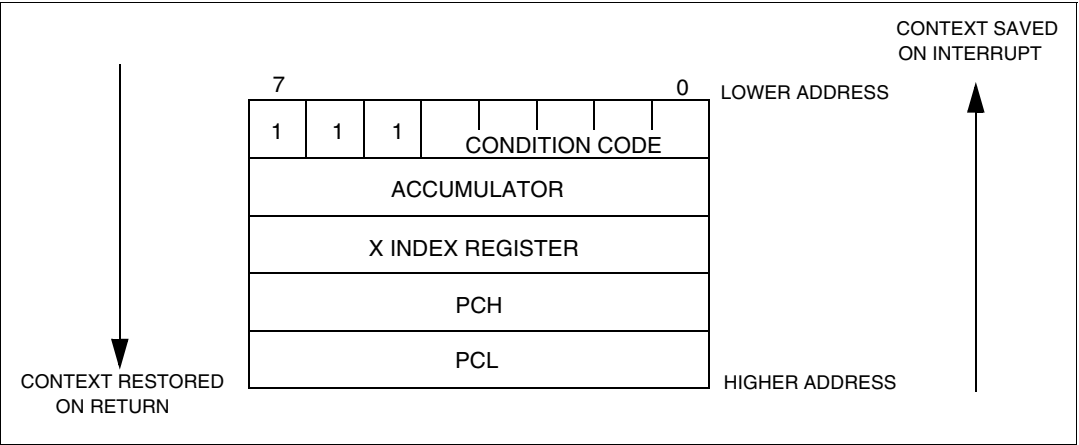 CONTEXT SAVED
ON INTERRUPT
7
0
LOWER ADDRESS
1
1
1
CONDITION CODE
ACCUMULATOR
X INDEX REGISTER
PCH
PCL
HIGHER ADDRESS
CONTEXT RESTORED
ON RETURN